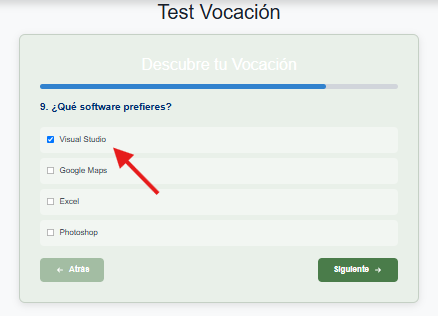 Test Vocación
Descubre tu Vocación
9. ¿Qué software prefieres?
Visual Studio
Google Maps
Excel
Photoshop
← Atrás
Siguiente →